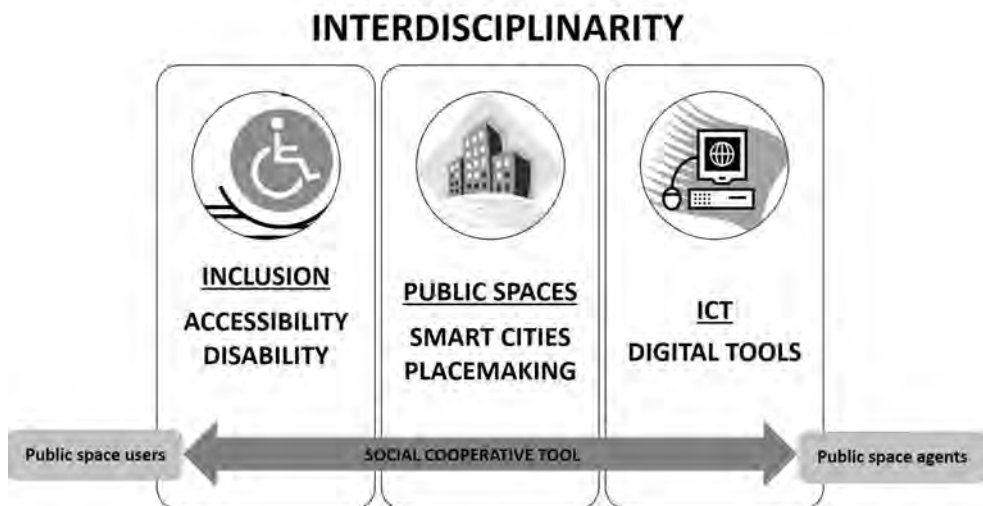 INTERDISCIPLINARITY
INCLUSION
ACCESSIBILITY
DISABILITY
PUBLIC SPACES
SMART CITIES
PLACEMAKING
ICT
DIGITAL TOOLS
Public space users
SOCIAL COOPERATIVE TOOL
Public space agents